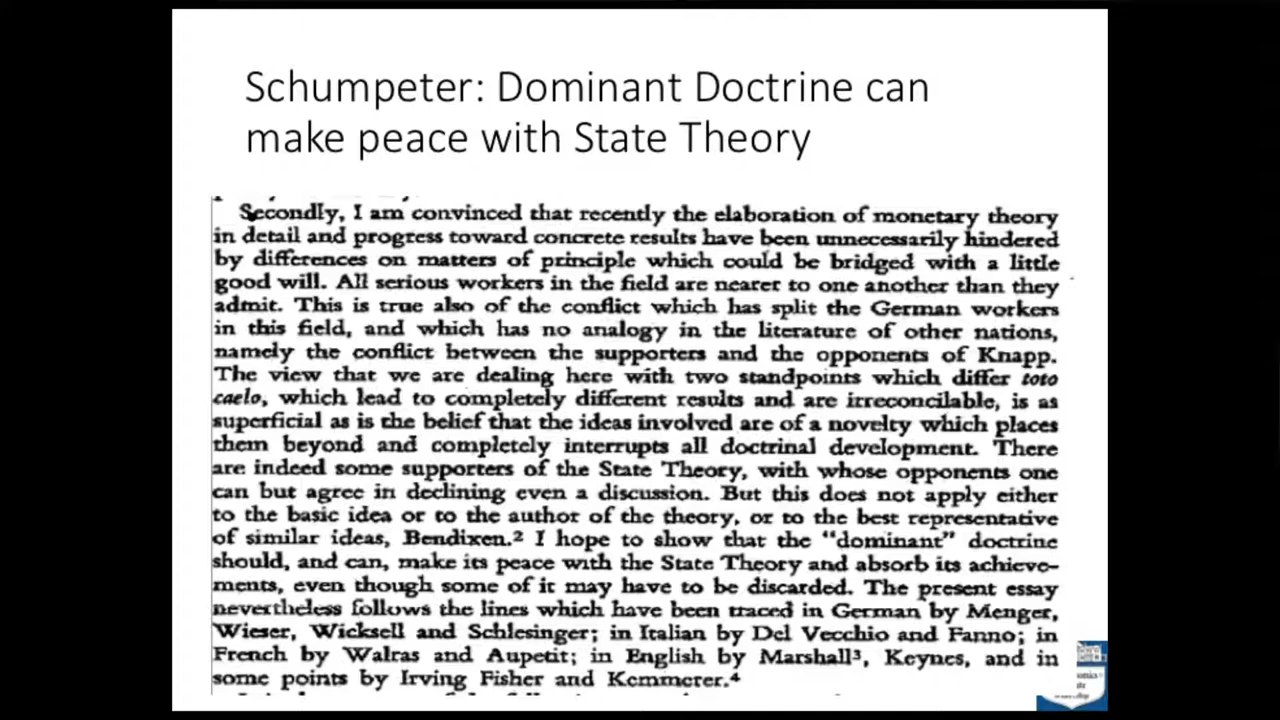 Schumpeter: Dominant Doctrine can
make peace with State Theory
Secondly, I am convinced that recently the elaboration of monetary theory
in detail and progress toward concrete results have been unnecessarily hindered
by differences on matters of principle which could be bridged with a little
good will. All serious workers in the field are nearer to one another than they
admit. This is true also of the conflict which has split the German workers
in this field, and which has no analogy in the literature of other nations,
namely the conflict between the supporters and the opponents of Knapp.
The view that we are dealing here with two standpoints which differ toto
caelo, which lead to completely different results and are irreconcilable, is as
superficial as is the belief that the ideas involved are of a novelty which places
them beyond and completely interrupts all doctrinal development. There
are indeed some supporters of the State Theory, with whose opponents one
can but agree in declining even a discussion. But this does not apply either
to the basic idea or to the author of the theory, or to the best representative
of similar ideas, Bendixen.² I hope to show that the “dominant” doctrine
should, and can, make its peace with the State Theory and absorb its achieve-
ments, even though some of it may have to be discarded. The present essay
nevertheless follows the lines which have been traced in German by Menger,
Wieser, Wicksell and Schlesinger; in Italian by Del Vecchio and Fanno; in
French by Walras and Aupetit; in English by Marshall³, Keynes, and in
some points by Irving Fisher and Kemmerer.⁴